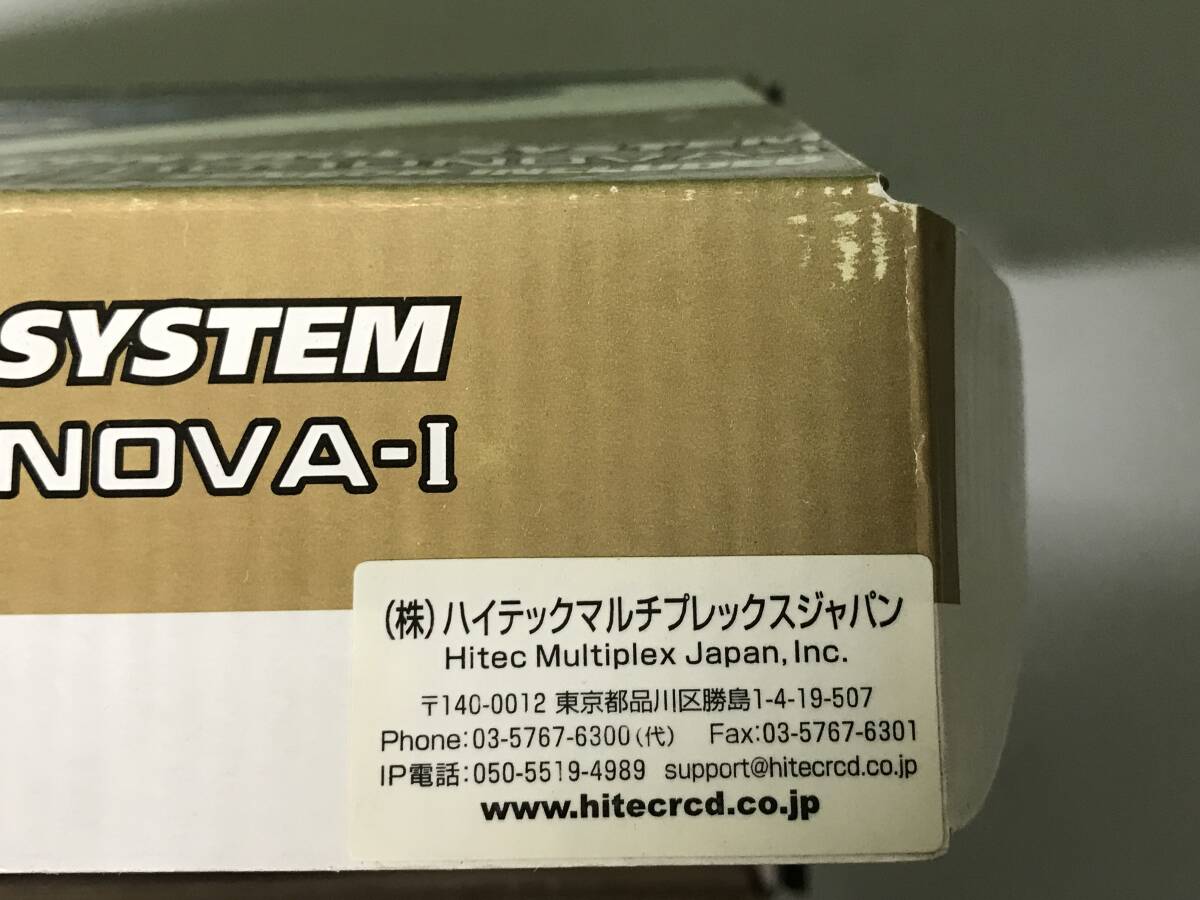 SYSTEM
NOVA-I
(株)ハイテックマルチプレックスジャパン
Hitec Multiplex Japan, Inc.
〒140-0012 東京都品川区勝島1-4-19-507
Phone:03-5767-6300(代) Fax:03-5767-6301
IP電話:050-5519-4989 support@hitecrcd.co.jp
www.hitecrcd.co.jp